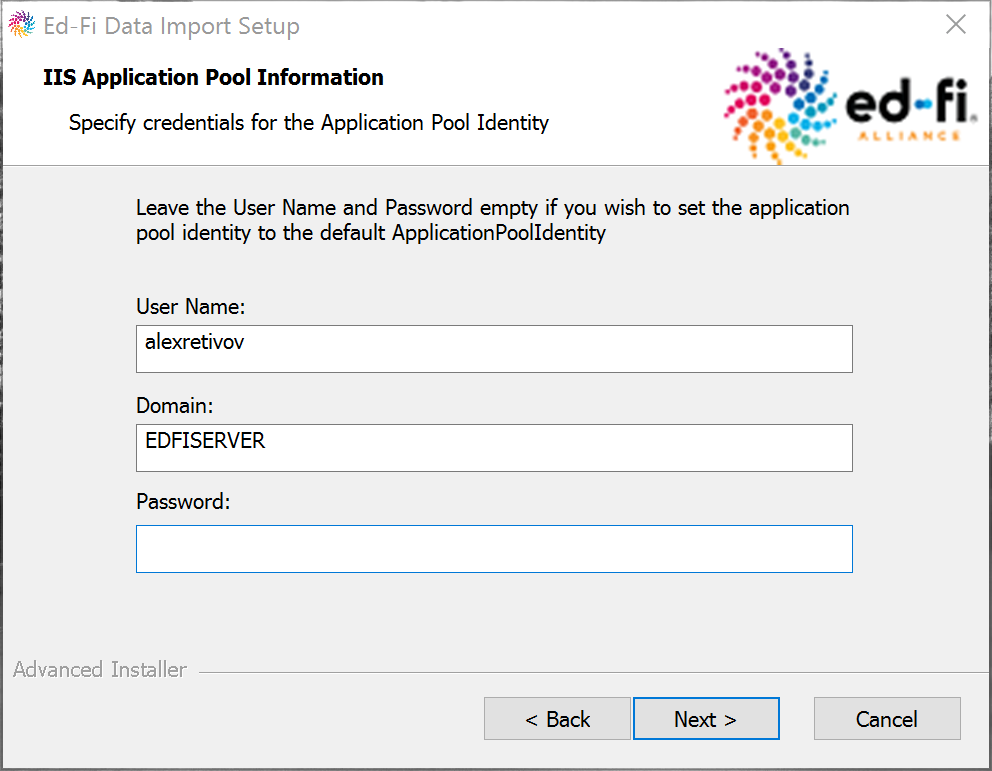 Ed-Fi Data Import Setup
IIS Application Pool Information
Specify credentials for the Application Pool Identity
ed-fi®
ALLIANCE
Leave the User Name and Password empty if you wish to set the application
pool identity to the default ApplicationPoolIdentity
User Name:
alexretivov
Domain:
EDFISERVER
Password:
Advanced Installer
< Back
Next >
Cancel